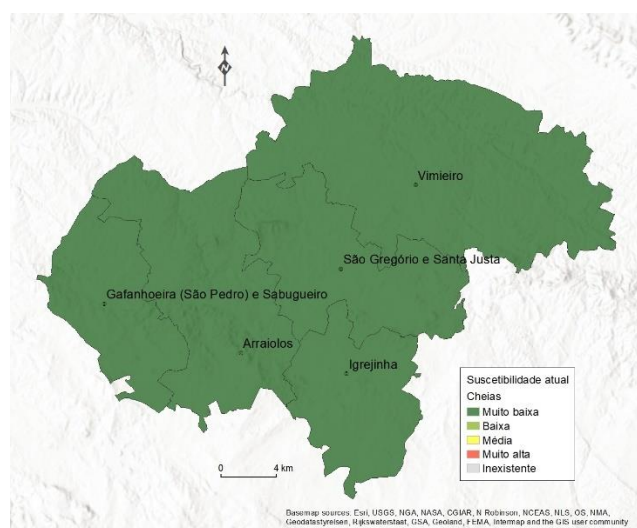 N
Vimieiro
São Gregório e Santa Justa
Gafanhoeira (São Pedro) e Sabugueiro
Arraiolos
Igrejinha
Suscetibilidade atual
Cheias
Muito baixa
Baixa
Média
Muito alta
Inexistente
0 4 km
Basemap sources: Esri, USGS, NGA, NASA, CGIAR, N Robinson, NCEAS, NLS, OS, NMA,
Geodatastyrelsen, Rijkswaterstaat, GSA, Geoland, FEMA, Intermap and the GIS user community